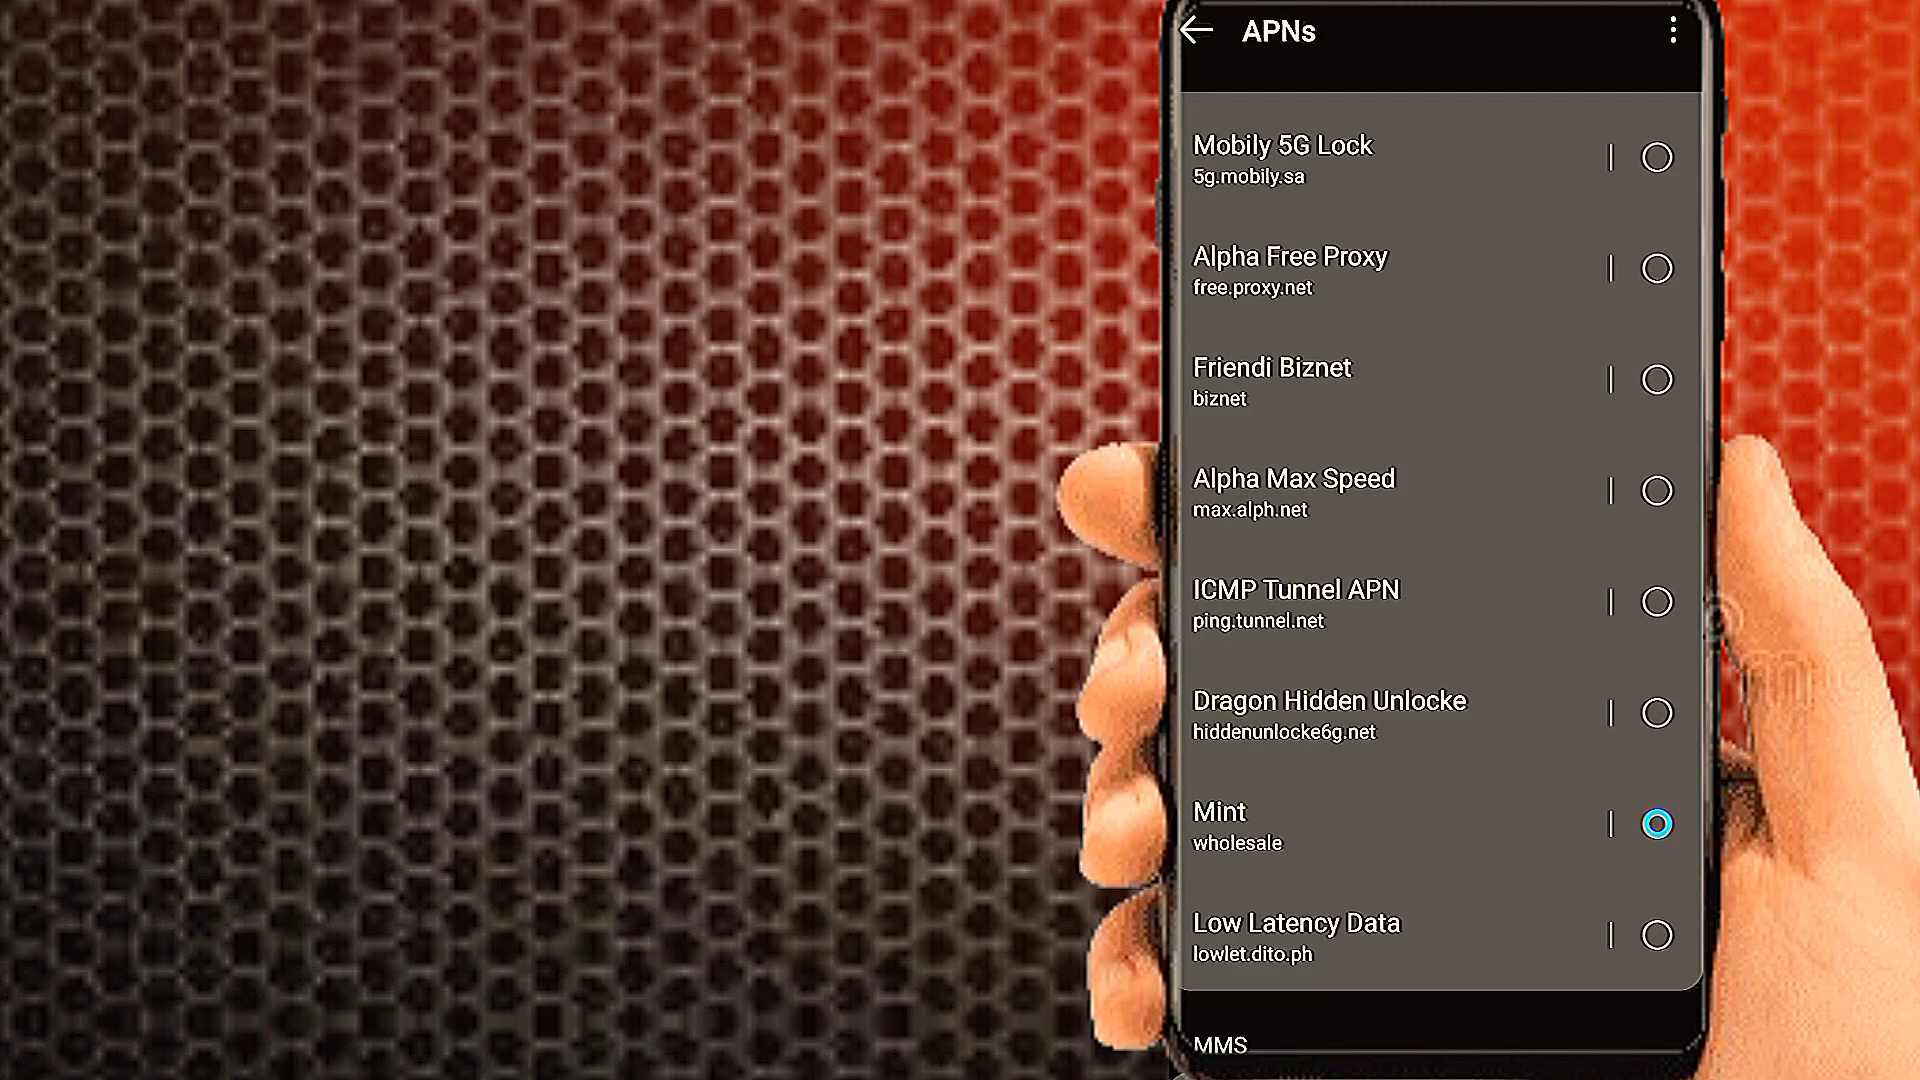 APNs
Mobily 5G Lock
5g.mobily.sa
Alpha Free Proxy
free.proxy.net
Friendi Biznet
biznet
Alpha Max Speed
max.alph.net
ICMP Tunnel APN
ping.tunnel.net
Dragon Hidden Unlocke
hiddenunlocke6g.net
Mint
wholesale
Low Latency Data
lowlet.dito.ph
MMS